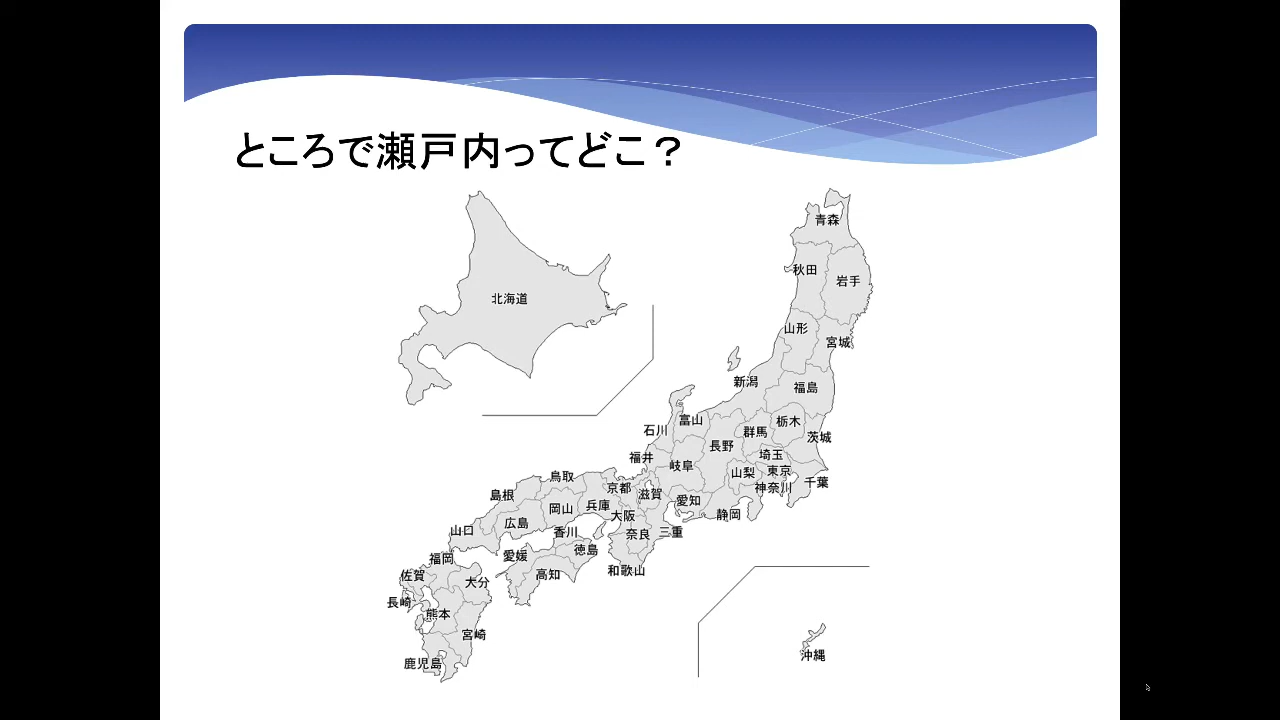 ところで瀬戸内ってどこ？
青森
秋田
岩手
北海道
山形
宮城
新潟
福島
富山
栃木
石川
群馬
茨城
長野
福井
埼玉
岐阜
山梨
東京
鳥取
千葉
京都
神奈川
島根
滋賀
愛知
兵庫
岡山
静岡
大阪
広島
山口
香川
奈良
三重
徳島
愛媛
福岡
和歌山
高知
佐賀
大分
長崎
熊本
宮崎
沖縄
鹿児島